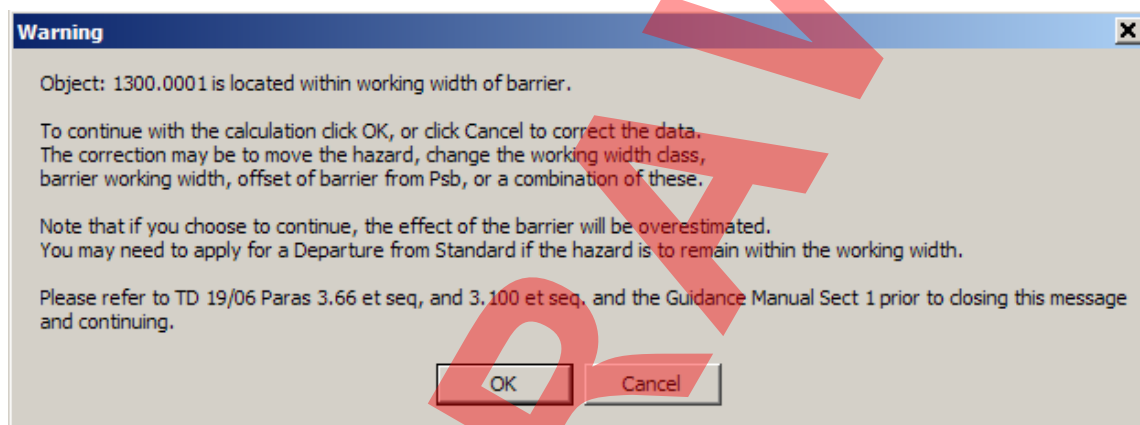 Warning
Object: 1300.0001 is located within working width of barrier.
To continue with the calculation click OK, or click Cancel to correct the data.
The correction may be to move the hazard, change the working width class,
barrier working width, offset of barrier from Psb, or a combination of these.
Note that if you choose to continue, the effect of the barrier will be overestimated.
You may need to apply for a Departure from Standard if the hazard is to remain within the working width.
Please refer to TD 19/06 Paras 3.66 et seq, and 3.100 et seq. and the Guidance Manual Sect 1 prior to closing this message
and continuing.
OK
Cancel